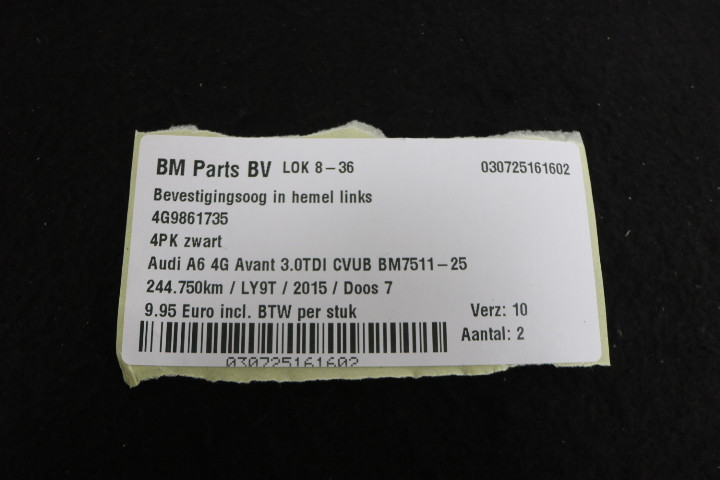 BM Parts BV LOK 8-36 030725161602
Bevestigingsoog in hemel links
4G9861735
4PK zwart
Audi A6 4G Avant 3.0TDI CVUB BM7511-25
244.750km / LY9T / 2015 / Doos 7
9.95 Euro incl. BTW per stuk Verz: 10
Aantal: 2
030725161602